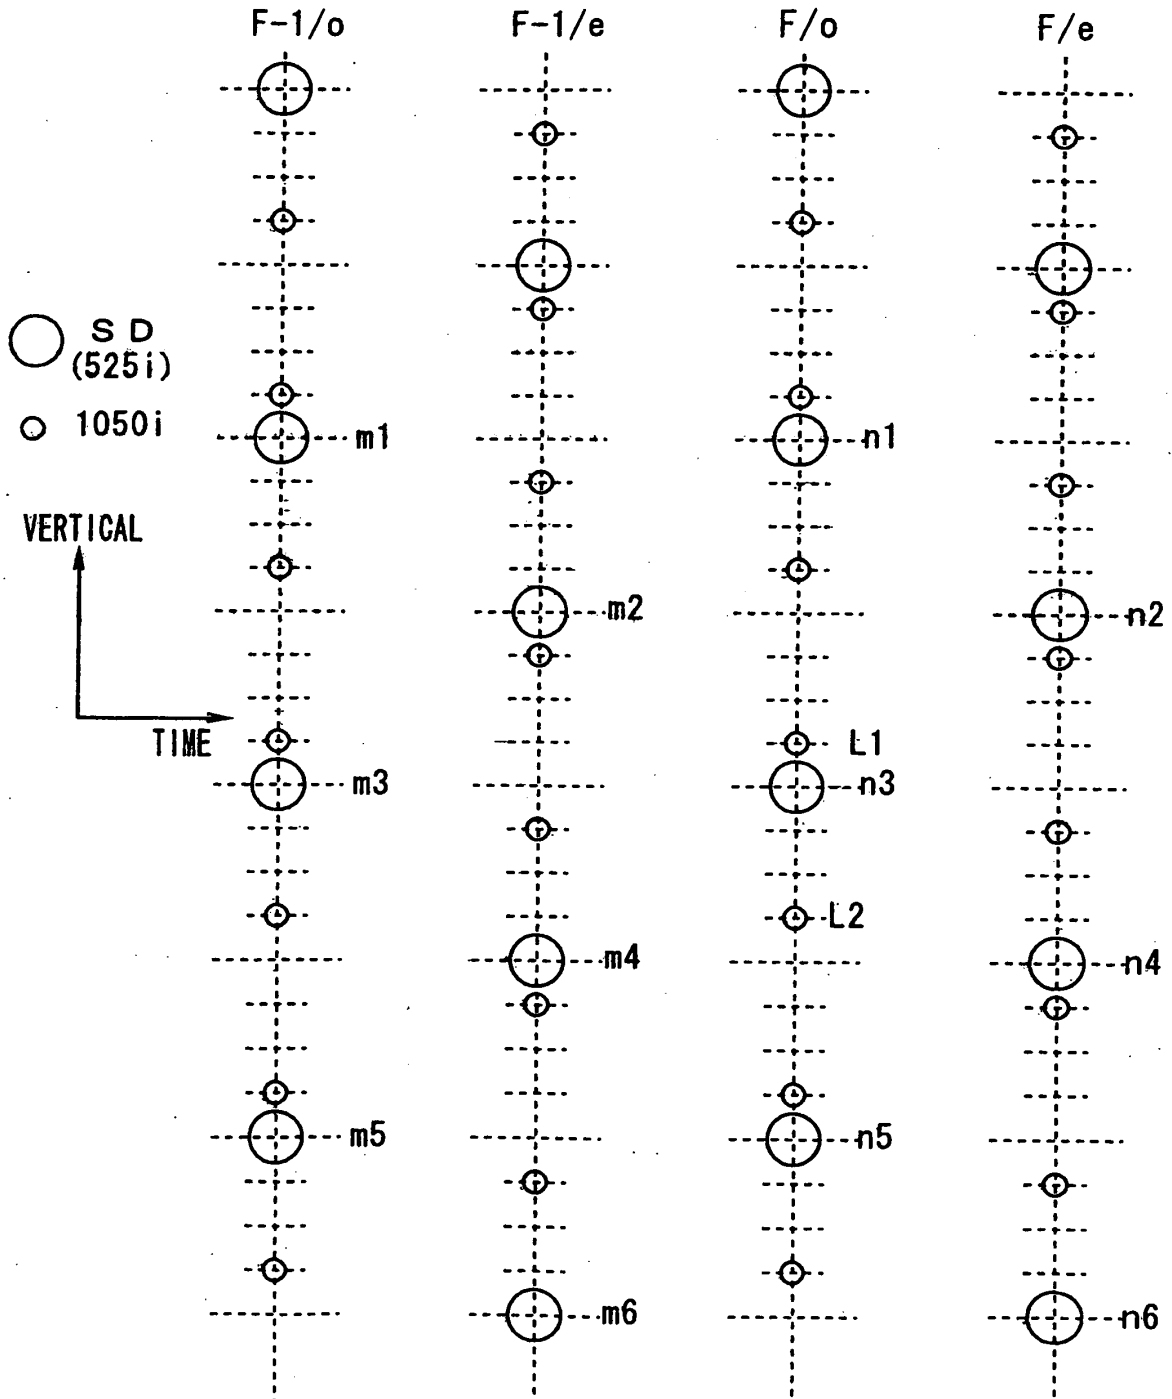 F-1/o F-1/e F/o F/e
SD
(525i)
1050i
m1 n1
VERTICAL
m2 n2
TIME L1
m3 n3
L2
m4 n4
m5 n5
m6 n6